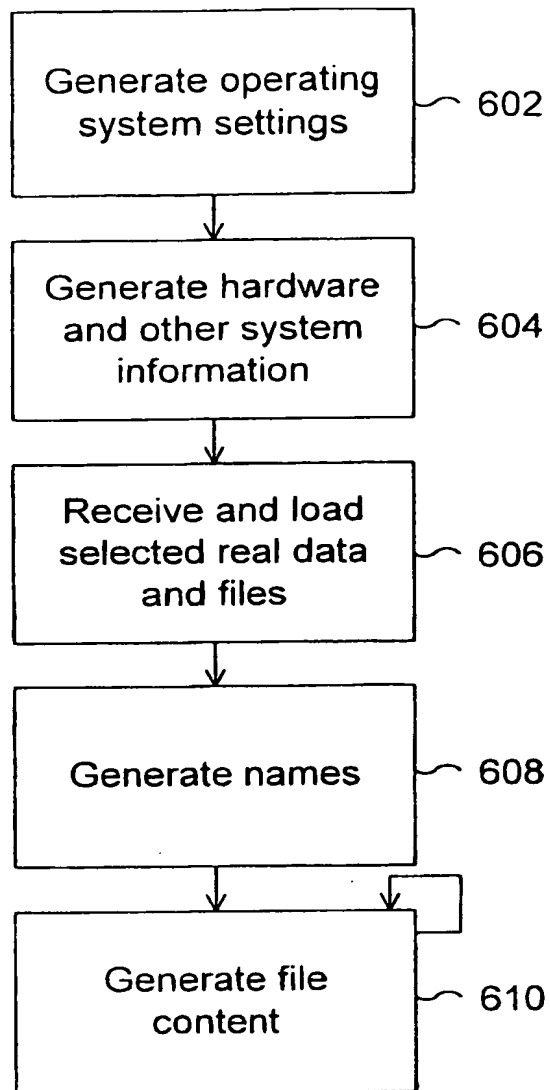 Generate operating
system settings
602
Generate hardware
and other system
information
604
Receive and load
selected real data
and files
606
Generate names
608
Generate file
content
610